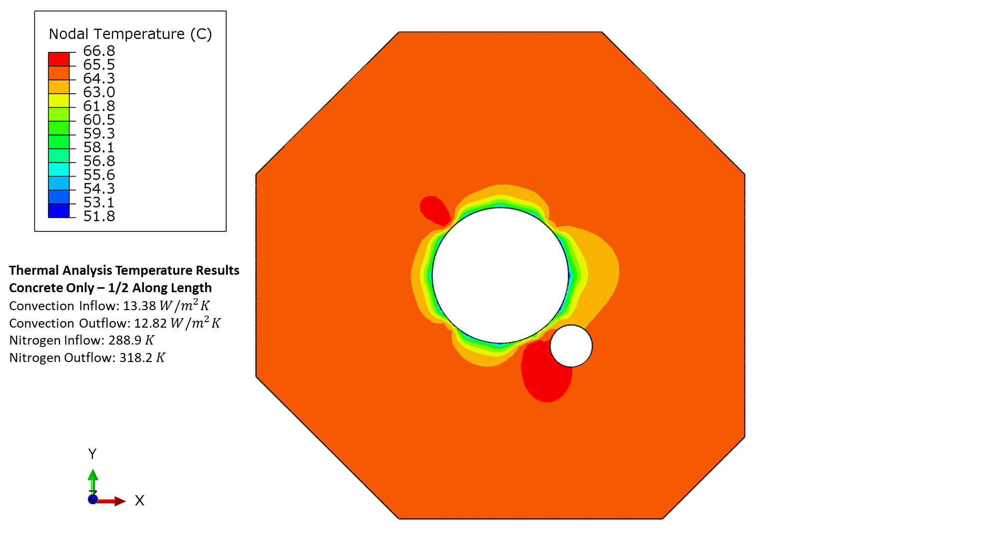 Nodal Temperature (C)
66.8
65.5
64.3
63.0
61.8
60.5
59.3
58.1
56.8
55.6
54.3
53.1
51.8
Thermal Analysis Temperature Results
Concrete Only – 1/2 Along Length
Convection Inflow: 13.38 W/m² K
Convection Outflow: 12.82 W/m² K
Nitrogen Inflow: 288.9 K
Nitrogen Outflow: 318.2 K
Y
Z
X